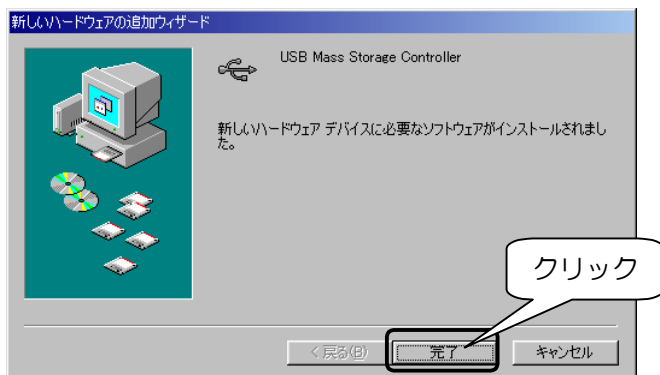 新しいハードウェアの追加ウィザード
USB Mass Storage Controller
新しいハードウェア デバイスに必要なソフトウェアがインストールされまし
た。
クリック
< 戻る(B)
完了
キャンセル